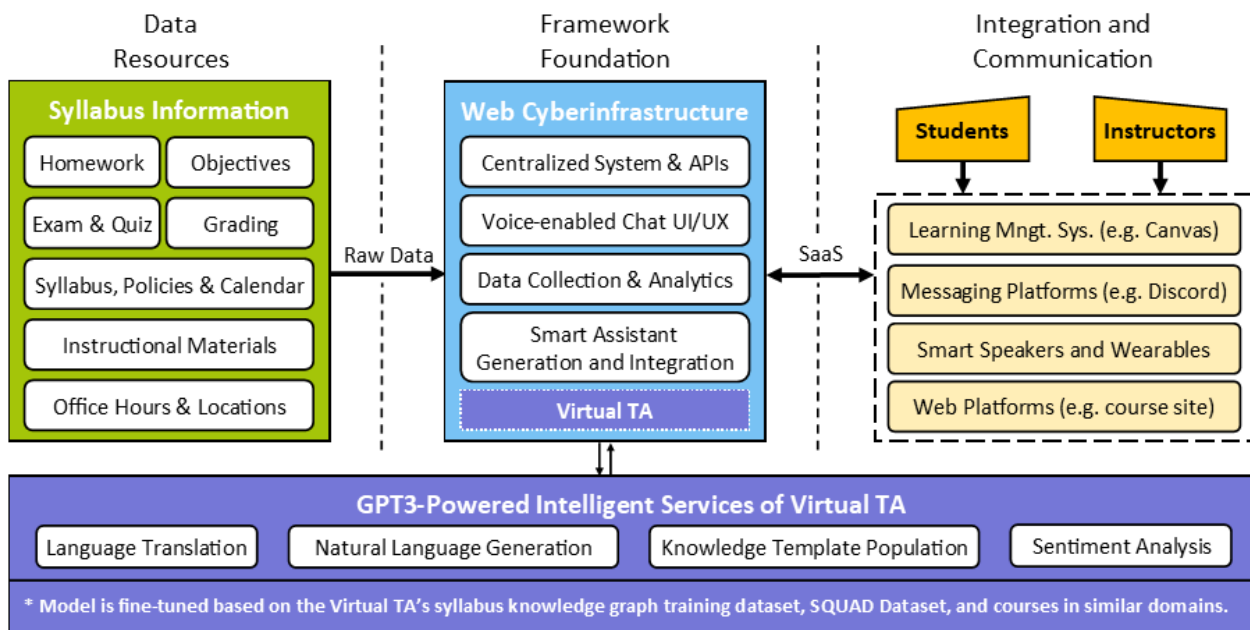 Data
Resources
Framework
Foundation
Integration and
Communication
Syllabus Information
Homework
Objectives
Exam & Quiz
Grading
Syllabus, Policies & Calendar
Instructional Materials
Office Hours & Locations
Raw Data
Web Cyberinfrastructure
Centralized System & APIs
Voice-enabled Chat UI/UX
Data Collection & Analytics
Smart Assistant
Generation and Integration
Virtual TA
SaaS
Students
Instructors
Learning Mngt. Sys. (e.g. Canvas)
Messaging Platforms (e.g. Discord)
Smart Speakers and Wearables
Web Platforms (e.g. course site)
GPT3-Powered Intelligent Services of Virtual TA
Language Translation
Natural Language Generation
Knowledge Template Population
Sentiment Analysis
* Model is fine-tuned based on the Virtual TA's syllabus knowledge graph training dataset, SQUAD Dataset, and courses in similar domains.